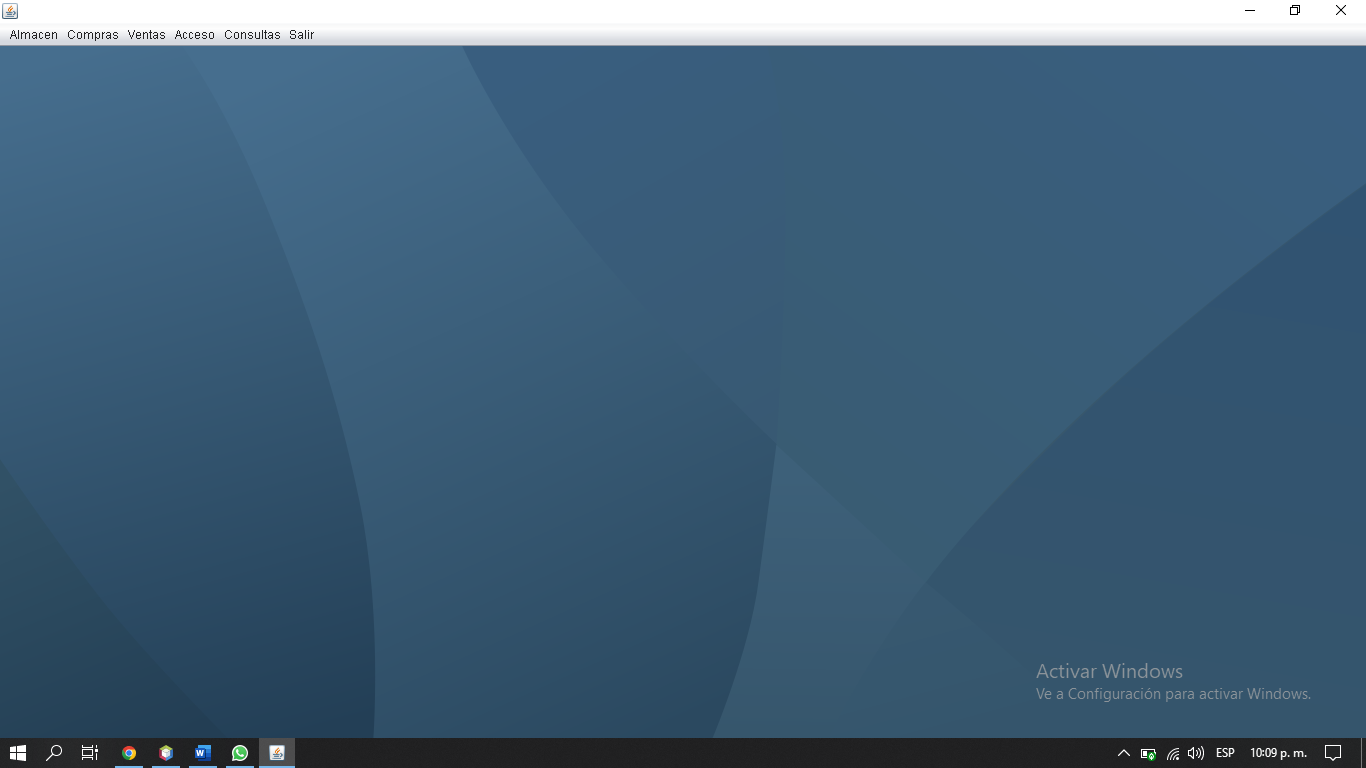 Almacen Compras Ventas Acceso Consultas Salir
Activar Windows
Ve a Configuración para activar Windows.
ESP 10:09 p. m.